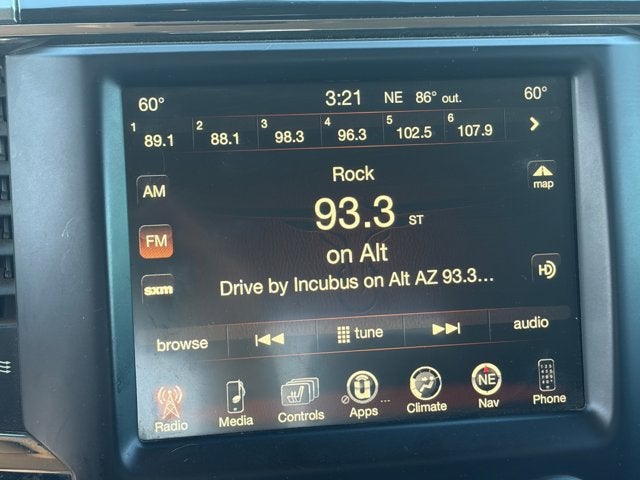 60° 3:21 NE 86° out. 60°
1 89.1 2 88.1 3 98.3 4 96.3 5 102.5 6 107.9
Rock
AM 93.3 ST map
FM on Alt HD
sxm Drive by Incubus on Alt AZ 93.3...
browse tune audio
Radio Media Controls Apps ... Climate NE Nav Phone